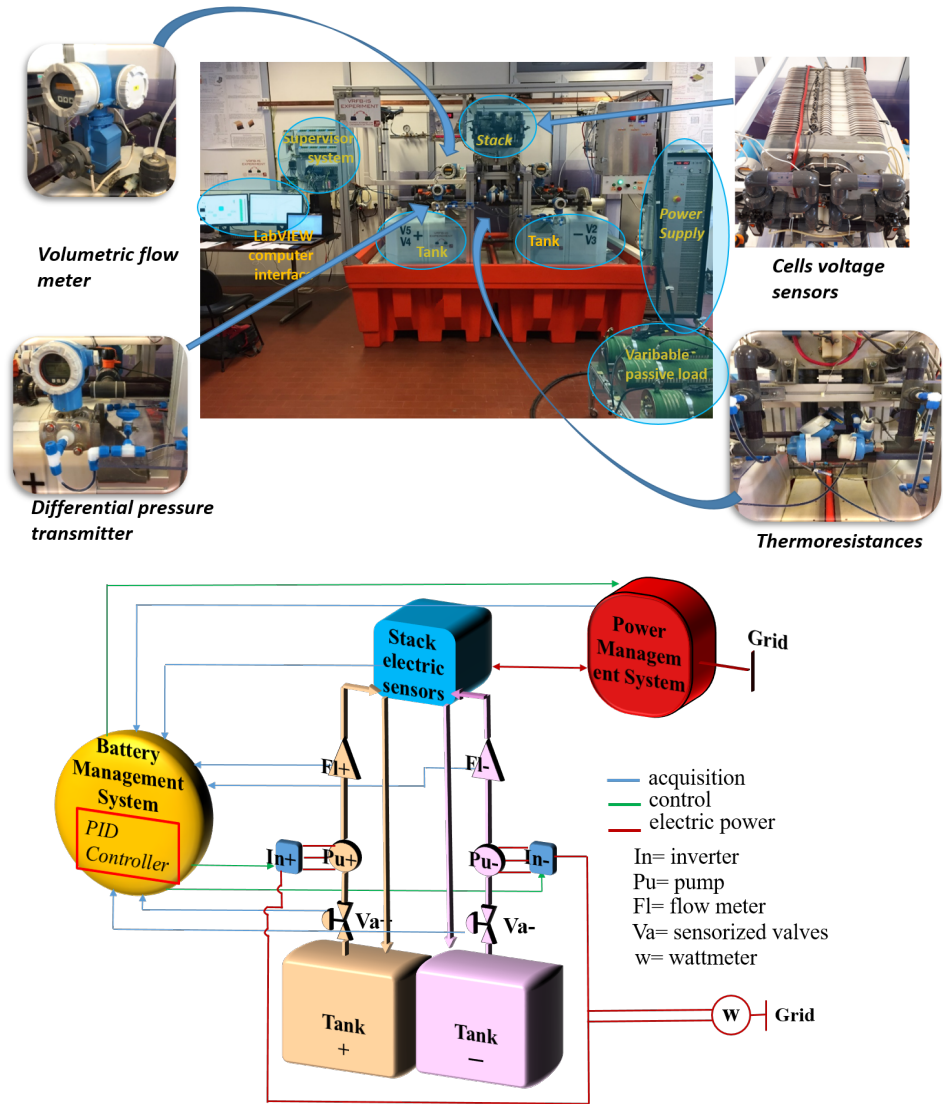 VRFB-IS
EXPERIMENT
Supervisor
system
Stack
Volumetric flow
meter
LabVIEW
computer
interfac
V5
V4
+
Tank
Tank
−
V2
V3
Power
Supply
Cells voltage
sensors
Varibable
passive load
+
Differential pressure
transmitter
Thermoresistances
Stack
electric
sensors
Power
Managem
ent System
Grid
Battery
Management
System
PID
Controller
Fl+
Fl-
In+
Pu+
Pu-
In-
Va+
Va-
Tank
+
Tank
−
acquisition
control
electric power
In= inverter
Pu= pump
Fl= flow meter
Va= sensorized valves
w= wattmeter
W
Grid